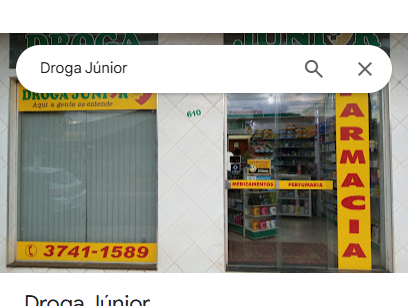 DROGA JÚNIOR
Droga Júnior
DROGA JÚNIOR
Aqui a gente se entende
610
FARMACIA
MEDICAMENTOS PERFUMARIA
3741-1589
Droga Júnior